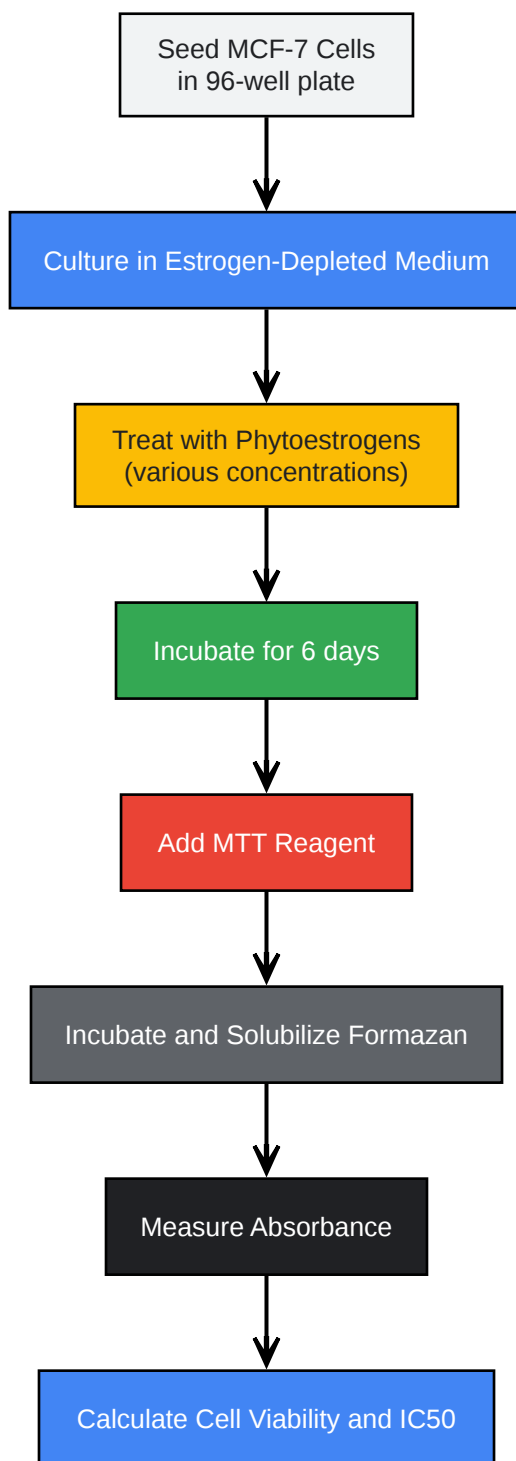 Seed MCF-7 Cells
in 96-well plate
Culture in Estrogen-Depleted Medium
Treat with Phytoestrogens
(various concentrations)
Incubate for 6 days
Add MTT Reagent
Incubate and Solubilize Formazan
Measure Absorbance
Calculate Cell Viability and IC50